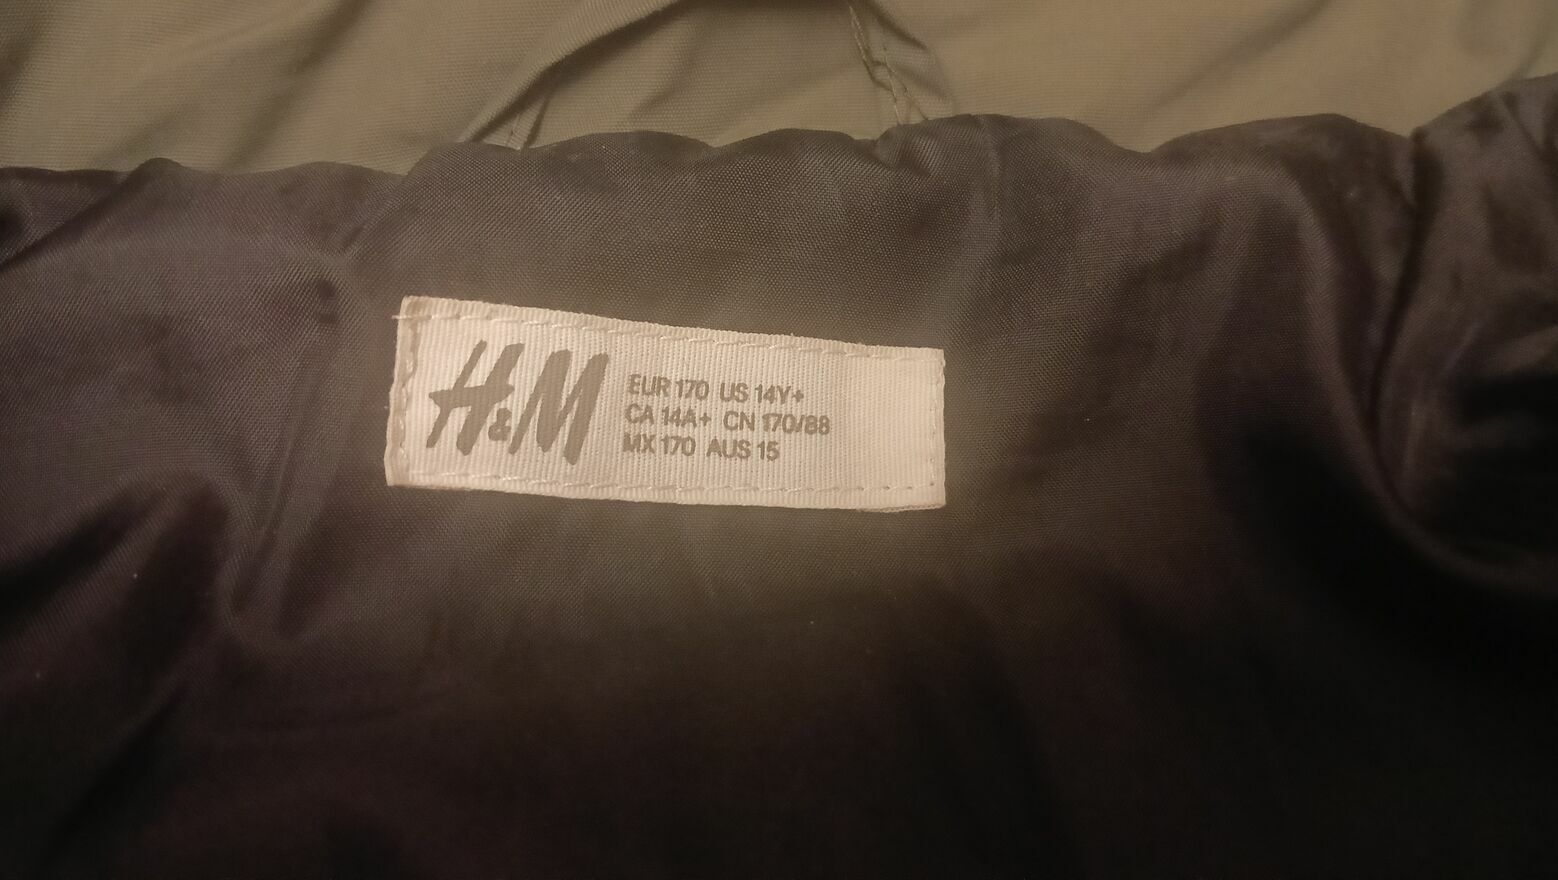 H&M
EUR 170 US 14Y+
CA 14A+ CN 170/88
MX 170 AUS 15